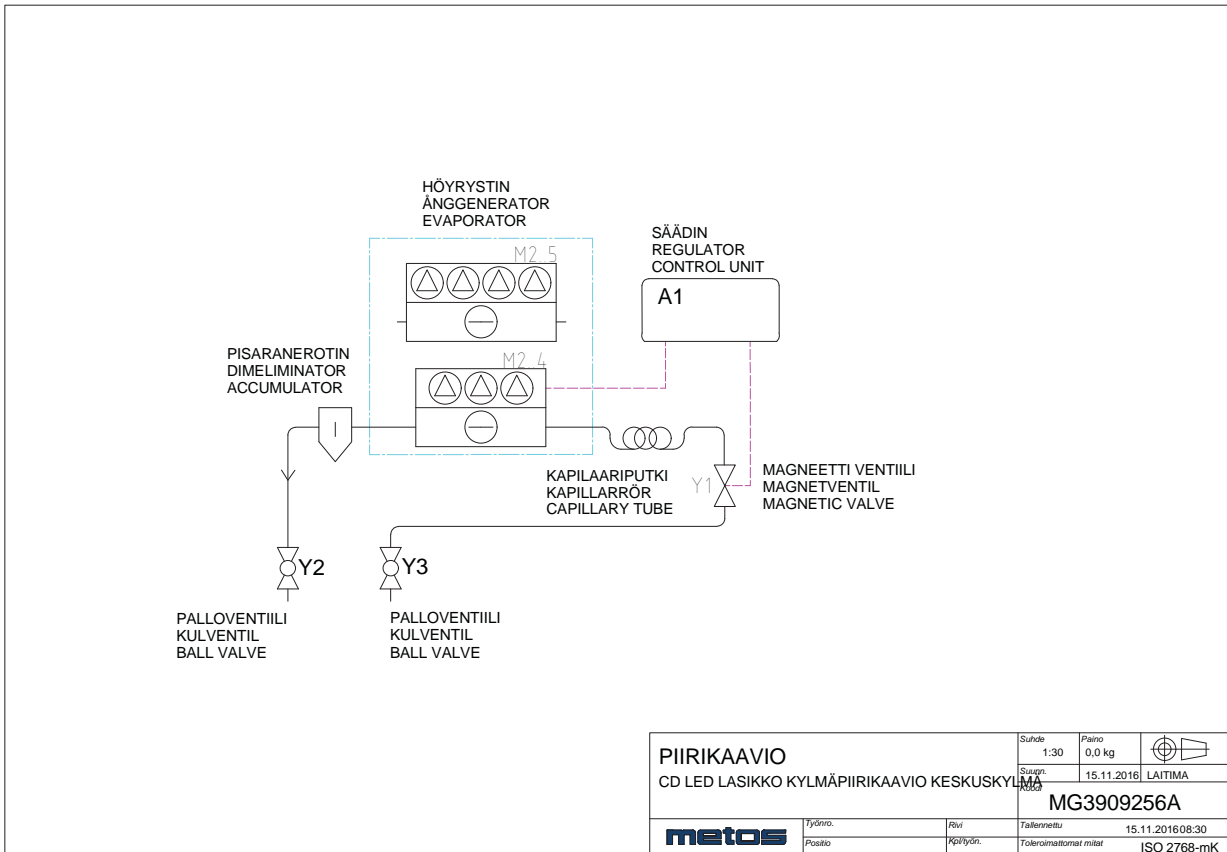 HÖYRYSTIN
ÅNGGENERATOR
EVAPORATOR
M2..5
SÄÄDIN
REGULATOR
CONTROL UNIT
A1
PISARANEROTIN
DIMELIMINATOR
ACCUMULATOR
M2..4
KAPILAARIPUTKI
KAPILLARRÖR
CAPILLARY TUBE
Y1
MAGNEETTI VENTIILI
MAGNETVENTIL
MAGNETIC VALVE
Y2
Y3
PALLOVENTIILI
KULVENTIL
BALL VALVE
PALLOVENTIILI
KULVENTIL
BALL VALVE
PIIRIKAAVIO
CD LED LASIKKO KYLMÄPIIRIKAAVIO KESKUSKYLMÄ
Suhde
1:30
Paino
0,0 kg
Suunn.
15.11.2016 LAITIMA
Koodi
MG3909256A
metos
Työnro.
Rivi
Tallennettu
15.11.2016 08:30
Positio
Kpl/työn.
Toleroimattomat mitat
ISO 2768-mK